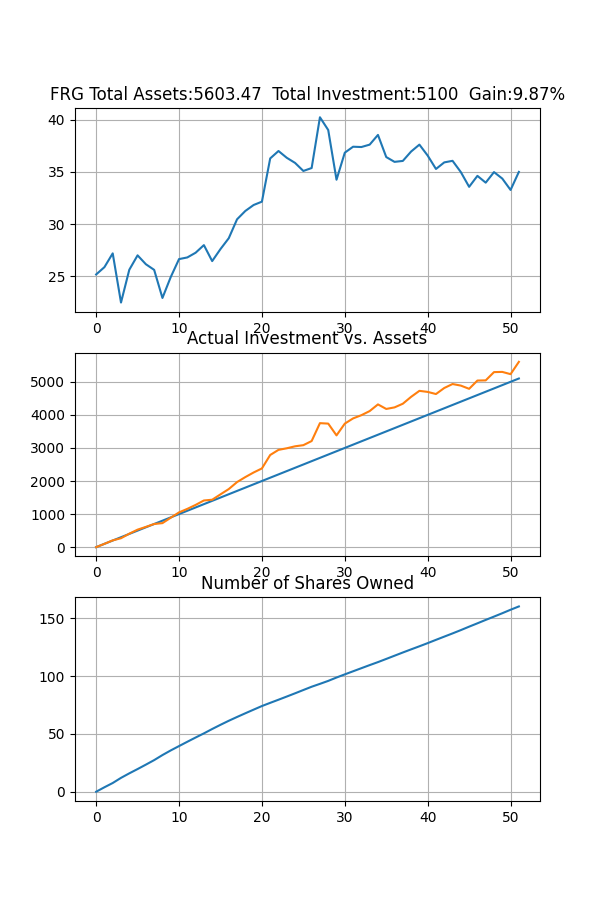 FRG Total Assets:5603.47  Total Investment:5100  Gain:9.87%
40
35
30
25
0 10 20 30 40 50
Actual Investment vs. Assets
5000
4000
3000
2000
1000
0
0 10 20 30 40 50
Number of Shares Owned
150
100
50
0
0 10 20 30 40 50